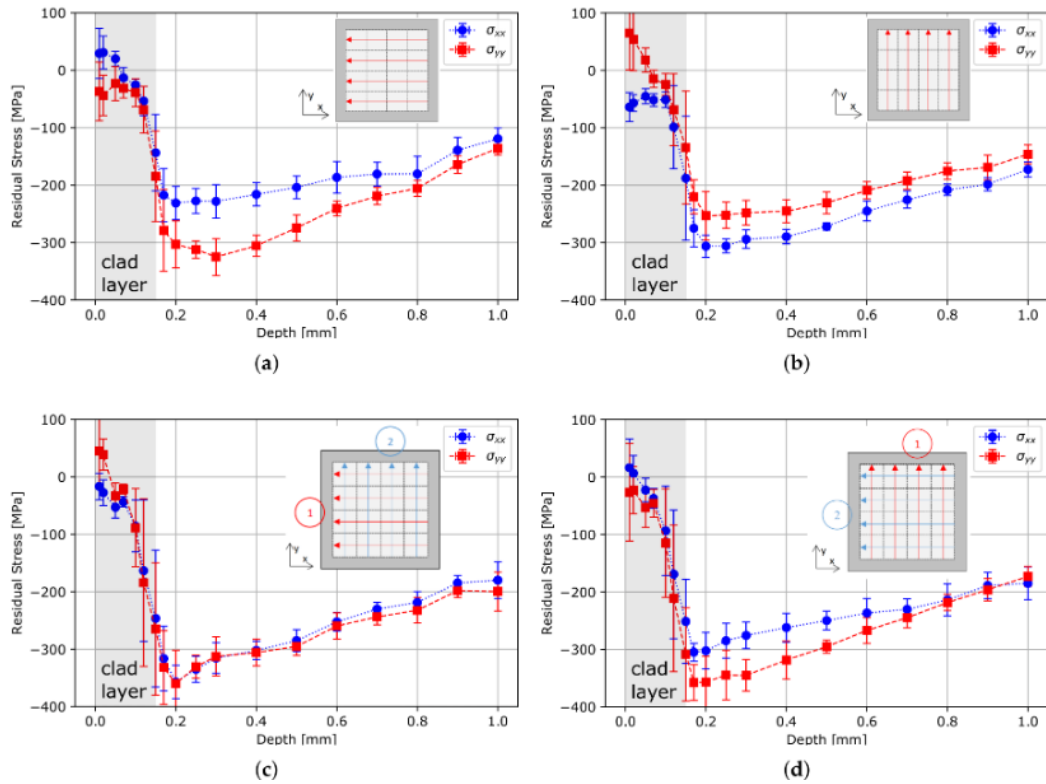 100
0
−100
−200
−300
−400
Residual Stress [MPa]
σxx
σyy
y
x
clad
layer
0.0 0.2 0.4 0.6 0.8 1.0
Depth [mm]
(a)
100
0
−100
−200
−300
−400
Residual Stress [MPa]
σxx
σyy
y
x
clad
layer
0.0 0.2 0.4 0.6 0.8 1.0
Depth [mm]
(b)
100
0
−100
−200
−300
−400
Residual Stress [MPa]
2
σxx
σyy
1
y
x
clad
layer
0.0 0.2 0.4 0.6 0.8 1.0
Depth [mm]
(c)
100
0
−100
−200
−300
−400
Residual Stress [MPa]
1
σxx
σyy
2
y
x
clad
layer
0.0 0.2 0.4 0.6 0.8 1.0
Depth [mm]
(d)